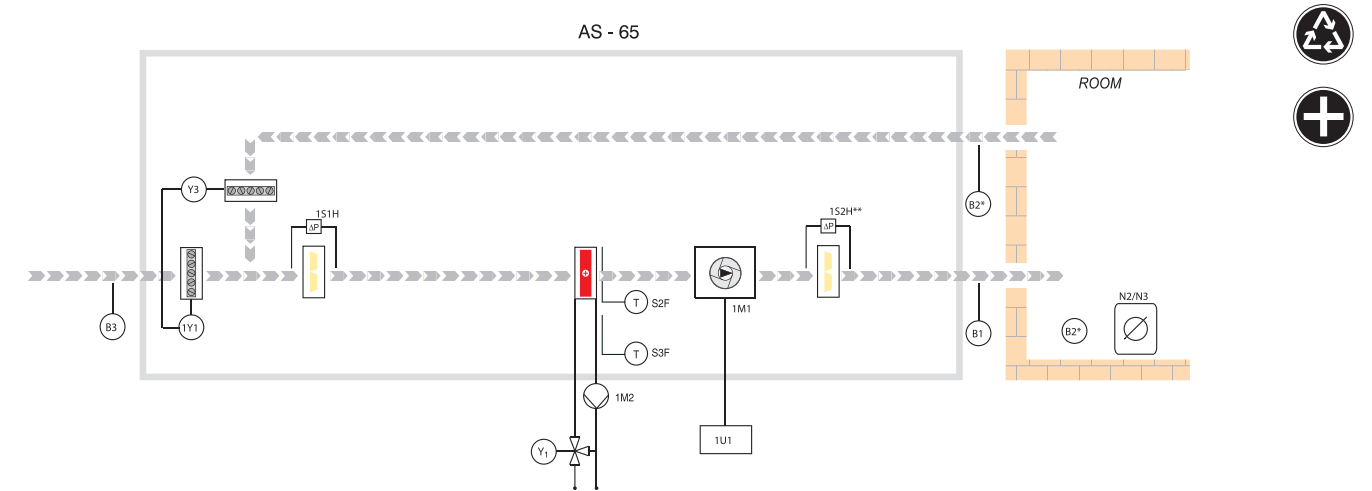 AS - 65
ROOM
Y3
1S1H
ΔP
1S2H**
ΔP
B2*
B3
1Y1
T S2F
1M1
T S3F
B1
N2/N3
B2*
1M2
Y1
1U1